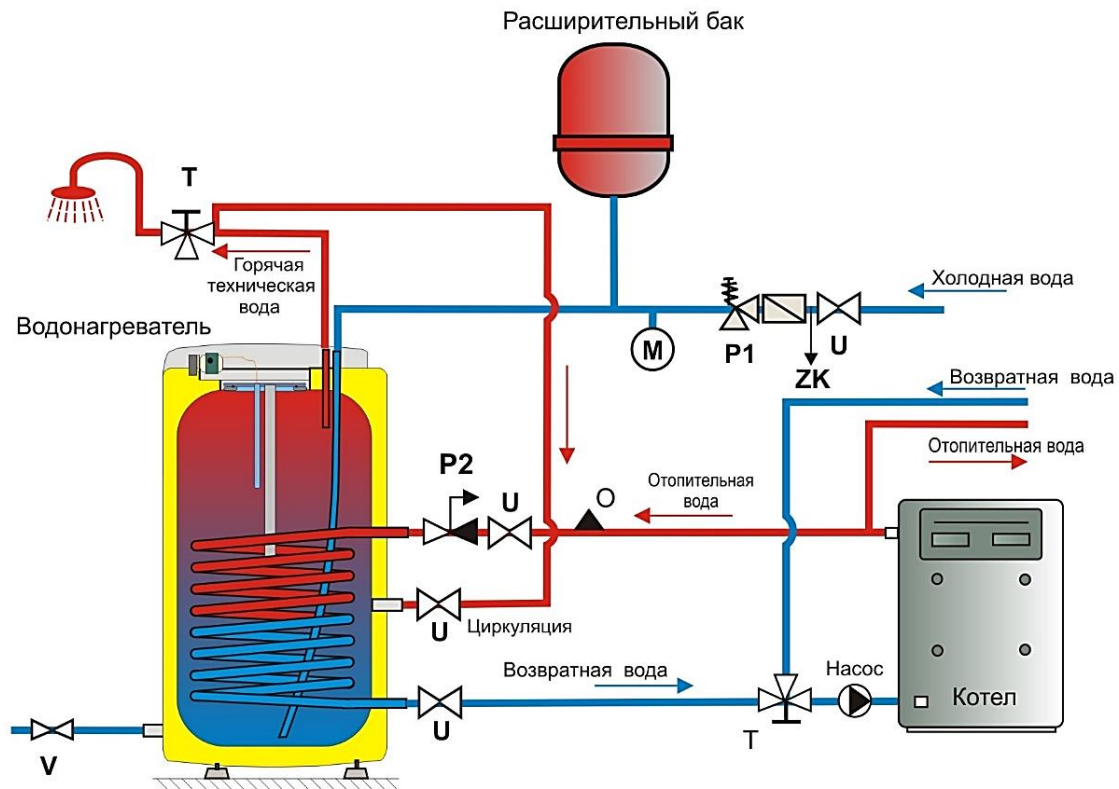 Расширительный бак
T
Горячая
техническая
вода
Водонагреватель
Холодная вода
M
P1
U
ZK
Возвратная вода
Отопительная вода
P2
U
O
Отопительная
вода
U
Циркуляция
Возвратная вода
Насос
Котел
U
T
V